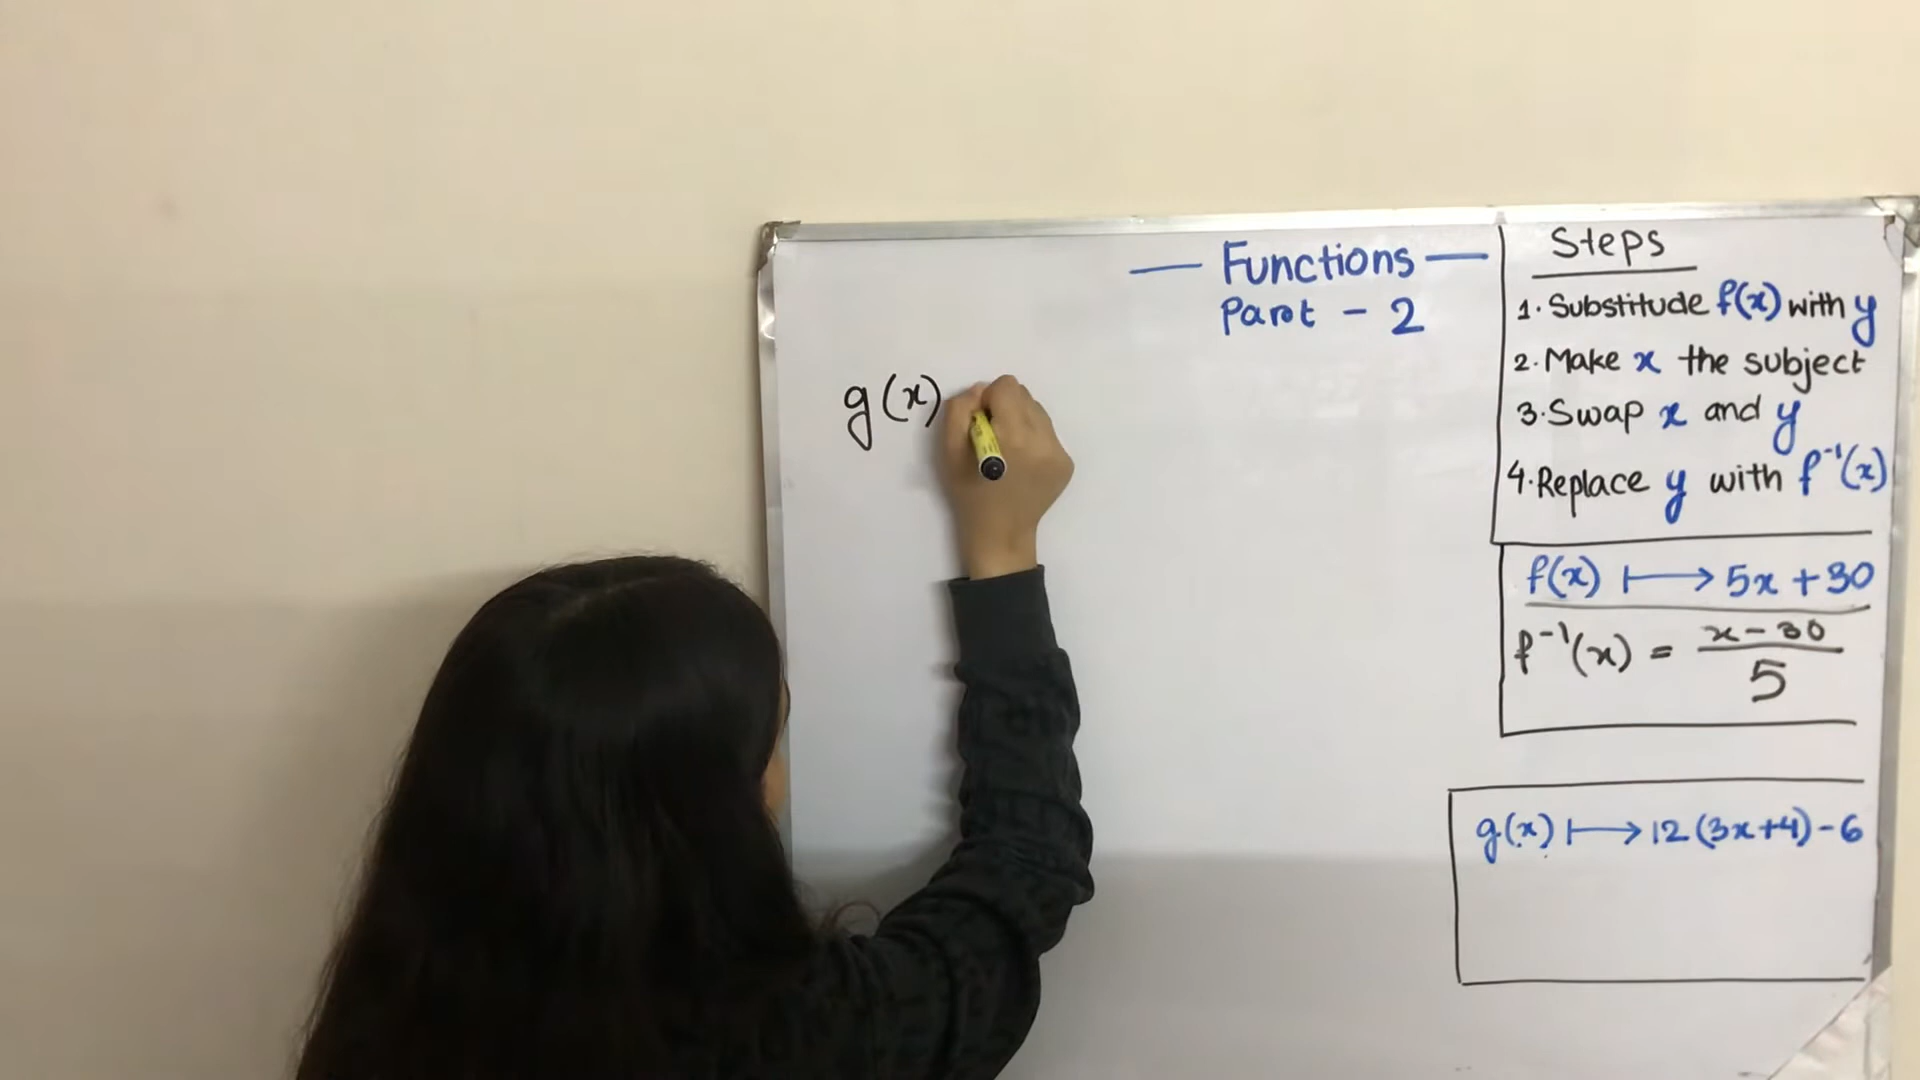 — Functions —
Part - 2
g(x)
Steps
1. Substitude f(x) with y
2. Make x the subject
3. Swap x and y
4. Replace y with f⁻¹(x)
f(x) ↦ 5x + 30
f⁻¹(x) = x - 30
5
g(x) ↦ 12(3x+4) - 6